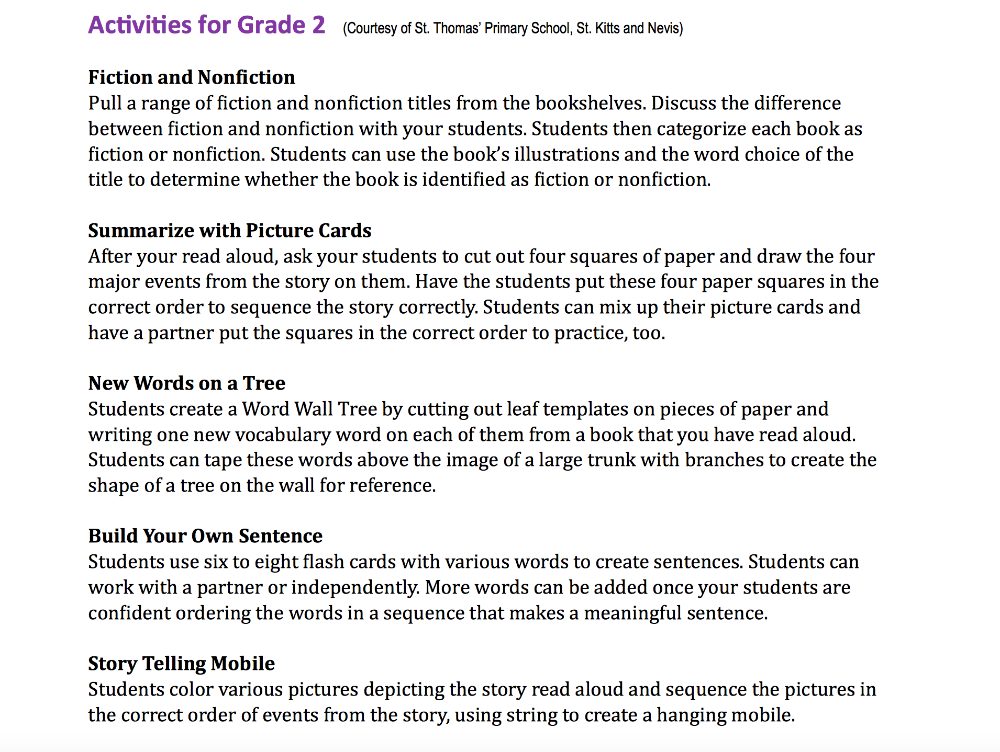 Activities for Grade 2 (Courtesy of St. Thomas’ Primary School, St. Kitts and Nevis)
Fiction and Nonfiction
Pull a range of fiction and nonfiction titles from the bookshelves. Discuss the difference
between fiction and nonfiction with your students. Students then categorize each book as
fiction or nonfiction. Students can use the book’s illustrations and the word choice of the
title to determine whether the book is identified as fiction or nonfiction.
Summarize with Picture Cards
After your read aloud, ask your students to cut out four squares of paper and draw the four
major events from the story on them. Have the students put these four paper squares in the
correct order to sequence the story correctly. Students can mix up their picture cards and
have a partner put the squares in the correct order to practice, too.
New Words on a Tree
Students create a Word Wall Tree by cutting out leaf templates on pieces of paper and
writing one new vocabulary word on each of them from a book that you have read aloud.
Students can tape these words above the image of a large trunk with branches to create the
shape of a tree on the wall for reference.
Build Your Own Sentence
Students use six to eight flash cards with various words to create sentences. Students can
work with a partner or independently. More words can be added once your students are
confident ordering the words in a sequence that makes a meaningful sentence.
Story Telling Mobile
Students color various pictures depicting the story read aloud and sequence the pictures in
the correct order of events from the story, using string to create a hanging mobile.